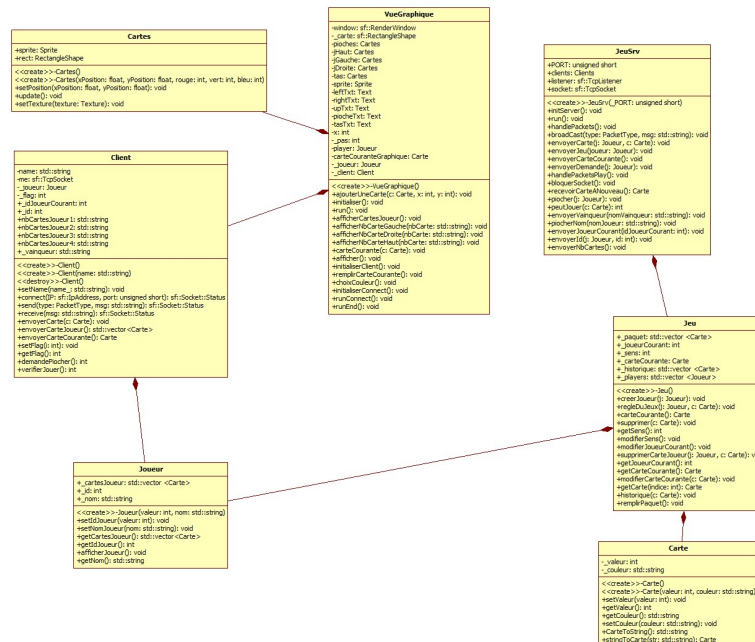 Cartes
+sprite: Sprite
+rect: RectangleShape
<<create>>-Cartes()
<<create>>-Cartes(xPosition: float, yPosition: float, rouge: int, vert: int, bleu: int)
+setPosition(xPosition: float, yPosition: float): void
+update(): void
+setTexture(texture: Texture): void
VueGraphique
-window: sf::RenderWindow
-_carte: sf::RectangleShape
-pioches: Cartes
-jHaut: Cartes
-jGauche: Cartes
-jDroite: Cartes
-tas: Cartes
-sprite: Sprite
-leftTxt: Text
-rightTxt: Text
-upTxt: Text
-piocheTxt: Text
-tasTxt: Text
-x: int
-_pas: int
-player: Joueur
-carteCouranteGraphique: Carte
-_joueur: Joueur
-_client: Client
<<create>>-VueGraphique()
+ajouterUneCarte(c: Carte, x: int, y: int): void
+initialiser(): void
+run(): void
+afficherCartesJoueur(): void
+afficherNbCarteGauche(nbCarte: std::string): void
+afficherNbCarteDroite(nbCarte: std::string): void
+afficherNbCarteHaut(nbCarte: std::string): void
+carteCourante(c: Carte): void
+afficher(): void
+initialiserClient(): void
+remplirCarteCourante(): void
+choixCouleur(): void
+initialiserConnect(): void
+runConnect(): void
+runEnd(): void
JeuSrv
+PORT: unsigned short
+clients: Clients
+listener: sf::TcpListener
+socket: sf::TcpSocket
<<create>>-JeuSrv(_PORT: unsigned short)
+initServer(): void
+run(): void
+handlePackets(): void
+broadCast(type: PacketType, msg: std::string): void
+envoyerCarte(j: Joueur, c: Carte): void
+envoyerJeu(joueur: Joueur): void
+envoyerCarteCourante(): void
+envoyerDemande(j: Joueur): void
+handlePacketsPlay(): void
+bloquerSocket(): void
+recevoirCarteANouveau(): Carte
+piocher(j: Joueur): void
+peutJouer(c: Carte): int
+envoyerVainqueur(nomVainqueur: std::string): void
+piocherNom(nomJoueur: std::string): void
+envoyerJoueurCourant(idJoueurCourant: int): void
+envoyerId(j: Joueur, id: int): void
+envoyerNbCartes(): void
Client
-name: std::string
-me: sf::TcpSocket
-_joueur: Joueur
-_flag: int
+_idJoueurCourant: int
+_id: int
+nbCartesJoueur1: std::string
+nbCartesJoueur2: std::string
+nbCartesJoueur3: std::string
+nbCartesJoueur4: std::string
+_vainqueur: std::string
<<create>>-Client()
<<create>>-Client(name: std::string)
<<destroy>>-Client()
+setName(name_: std::string): void
+connect(IP: sf::IpAddress, port: unsigned short): sf::Socket::Status
+send(type: PacketType, msg: std::string): sf::Socket::Status
+receive(msg: std::string): sf::Socket::Status
+envoyerCarte(c: Carte): void
+envoyerCarteJoueur(): std::vector<Carte>
+envoyerCarteCourante(): Carte
+setFlag(i: int): void
+getFlag(): int
+demandePiocher(): int
+verifierJouer(): int
Jeu
+_paquet: std::vector <Carte>
+_joueurCourant: int
+_sens: int
+_carteCourante: Carte
+_historique: std::vector <Carte>
+_players: std::vector <Joueur>
<<create>>-Jeu()
+creerJoueur(j: Joueur): void
+regleDuJeux(j: Joueur, c: Carte): void
+carteCourante(): Carte
+supprimer(c: Carte): void
+getSens(): int
+modifierSens(): void
+modifierJoueurCourant(): void
+supprimerCarteJoueur(j: Joueur, c: Carte): v
+getJoueurCourant(): int
+getCarteCourante(): Carte
+modifierCarteCourante(c: Carte): void
+getCarte(indice: int): Carte
+historique(c: Carte): void
+remplirPaquet(): void
Joueur
+_cartesJoueur: std::vector <Carte>
+_id: int
+_nom: std::string
<<create>>-Joueur(valeur: int, nom: std::string)
+setIdJoueur(valeur: int): void
+setNomJoueur(nom: std::string): void
+getCartesJoueur(): std::vector<Carte>
+getIdJoueur(): int
+afficherJoueur(): void
+getNom(): std::string
Carte
-_valeur: int
-_couleur: std::string
<<create>>-Carte()
<<create>>-Carte(valeur: int, couleur: std::string)
+setValeur(valeur: int): void
+getValeur(): int
+getCouleur(): std::string
+setCouleur(couleur: std::string): void
+CarteToString(): std::string
+stringToCarte(str: std::string): Carte